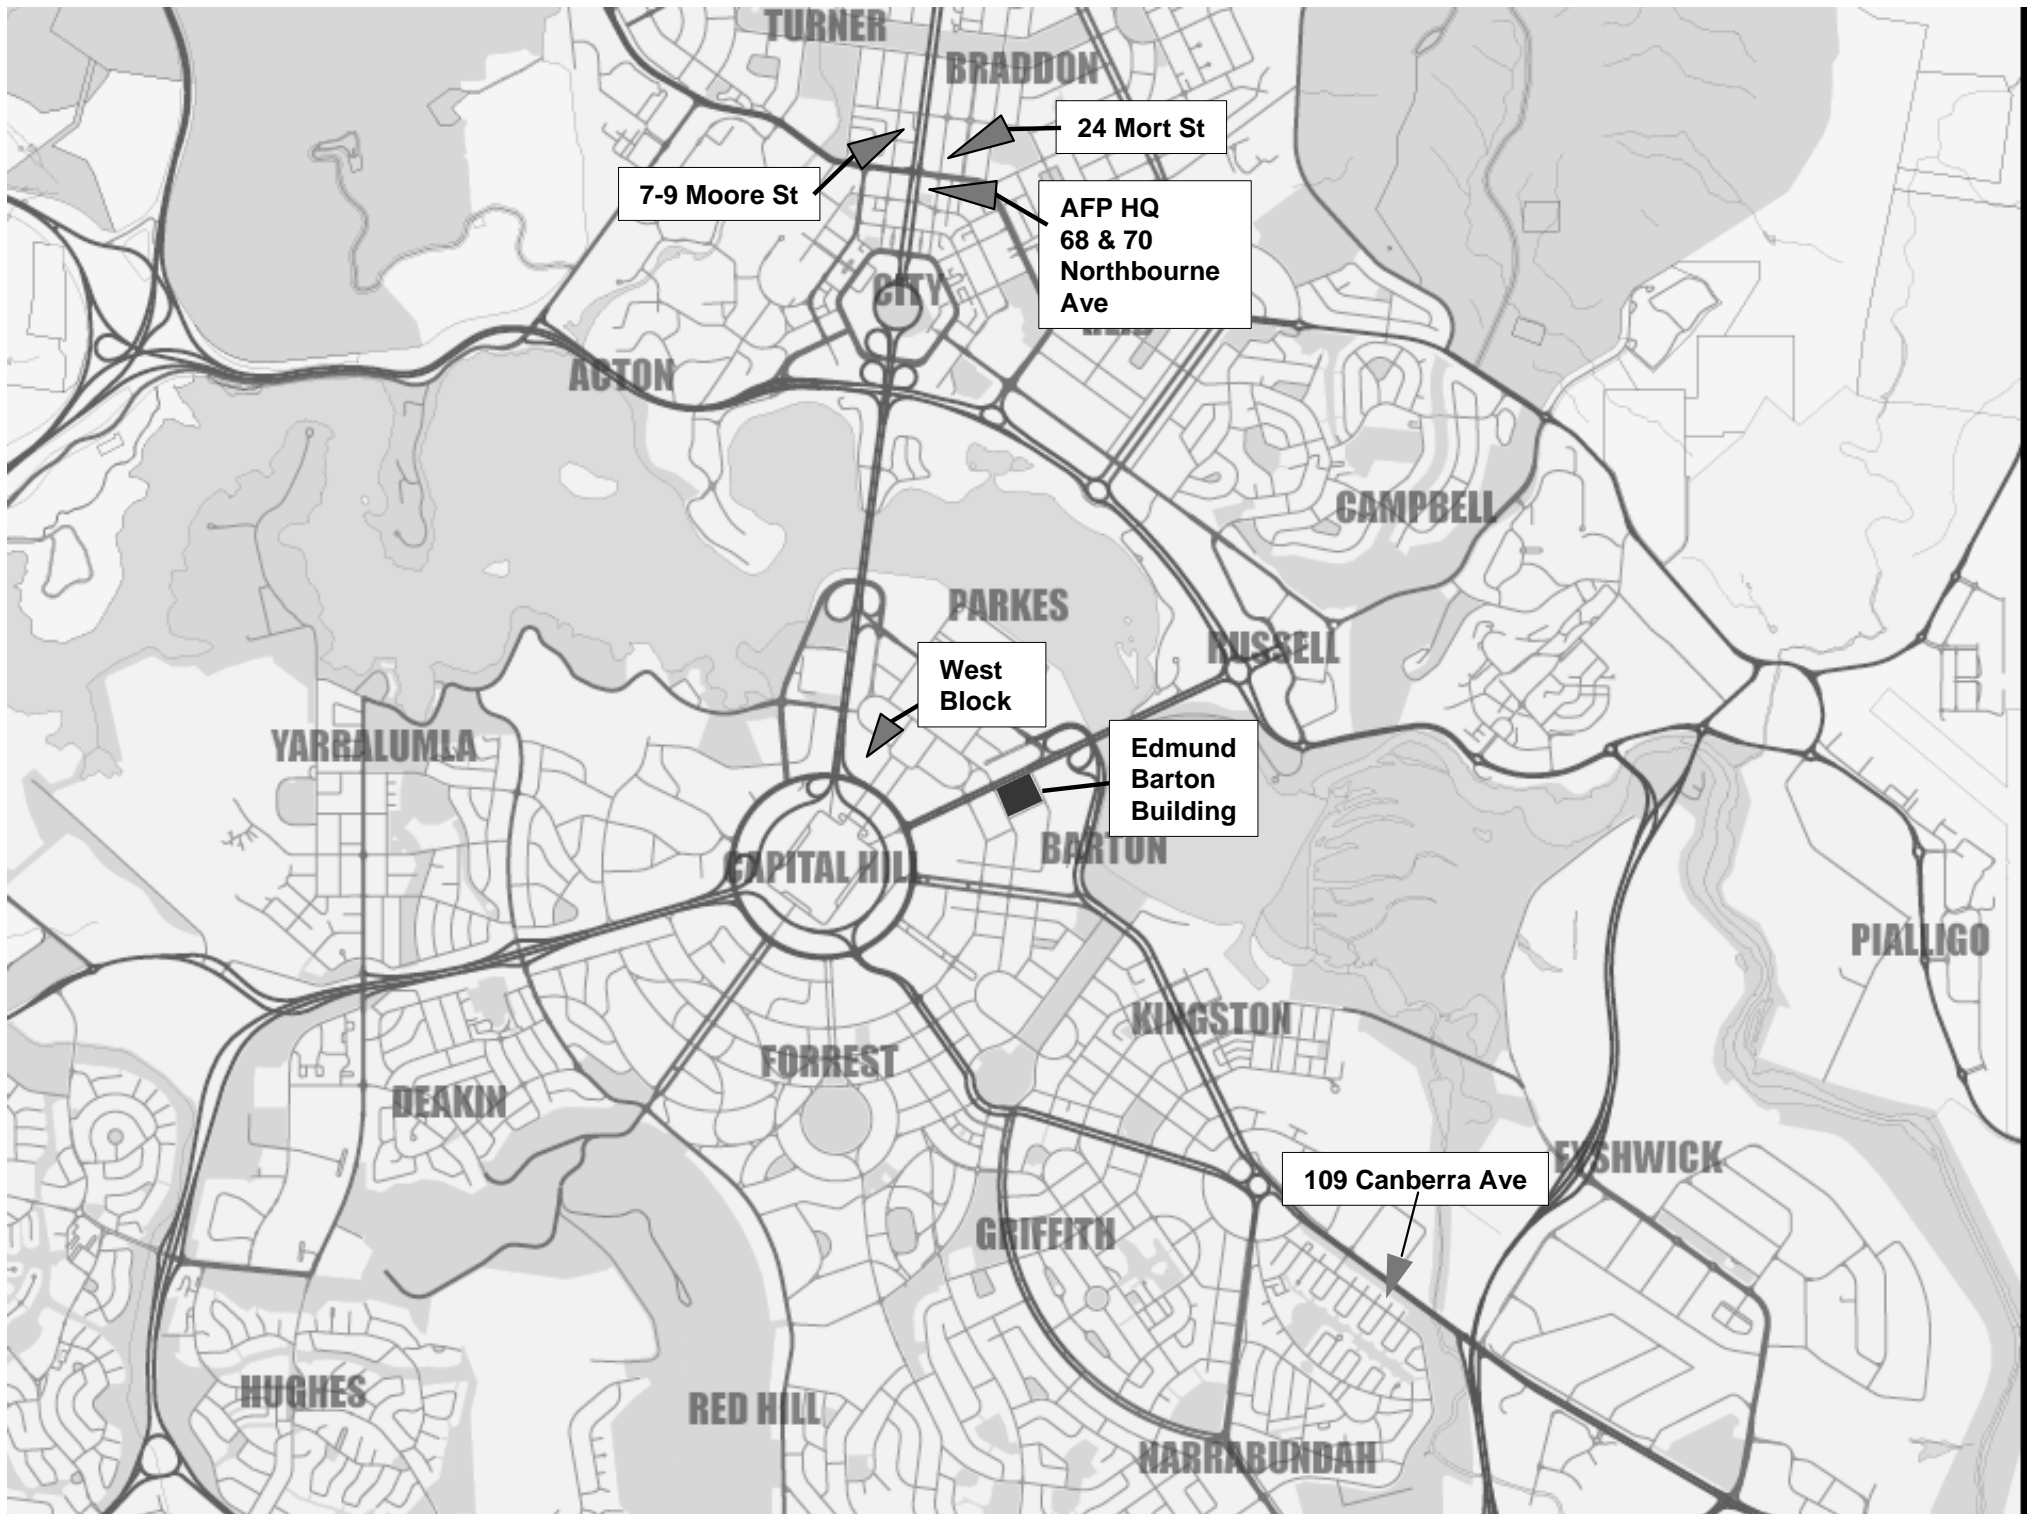 TURNER
BRADDON
24 Mort St
7-9 Moore St
AFP HQ
68 & 70
Northbourne
Ave
CITY
ACTON
CAMPBELL
PARKES
RUSSELL
West
Block
YARRALUMLA
Edmund
Barton
Building
BARTON
CAPITAL HILL
PIALLIGO
KINGSTON
FORREST
DEAKIN
109 Canberra Ave
FYSHWICK
GRIFFITH
HUGHES
RED HILL
NARRABUNDAH